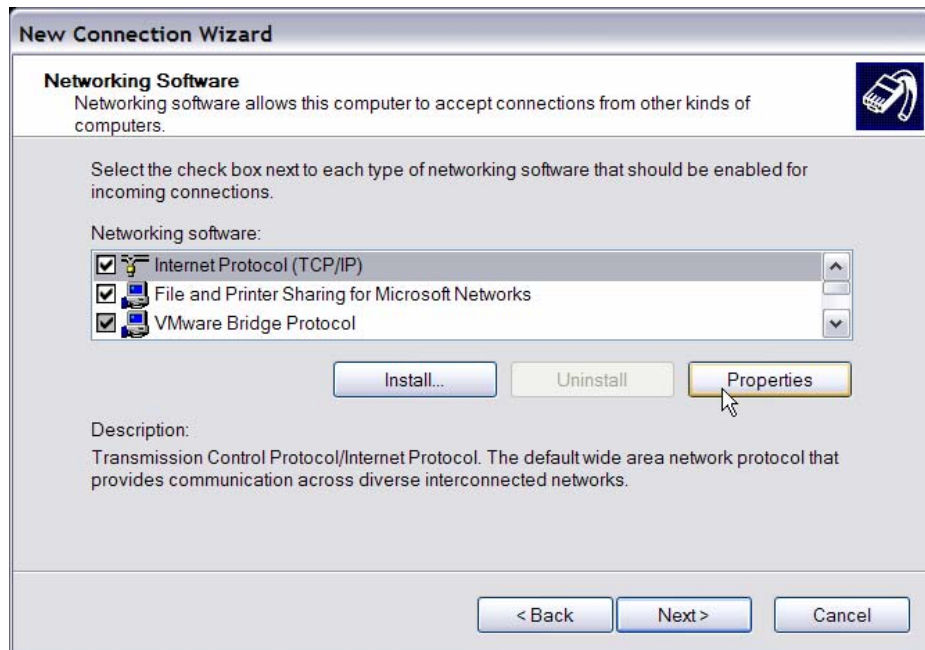 New Connection Wizard
Networking Software
Networking software allows this computer to accept connections from other kinds of
computers.
Select the check box next to each type of networking software that should be enabled for
incoming connections.
Networking software:
Internet Protocol (TCP/IP)
File and Printer Sharing for Microsoft Networks
VMware Bridge Protocol
Install... Uninstall Properties
Description:
Transmission Control Protocol/Internet Protocol. The default wide area network protocol that
provides communication across diverse interconnected networks.
< Back Next > Cancel